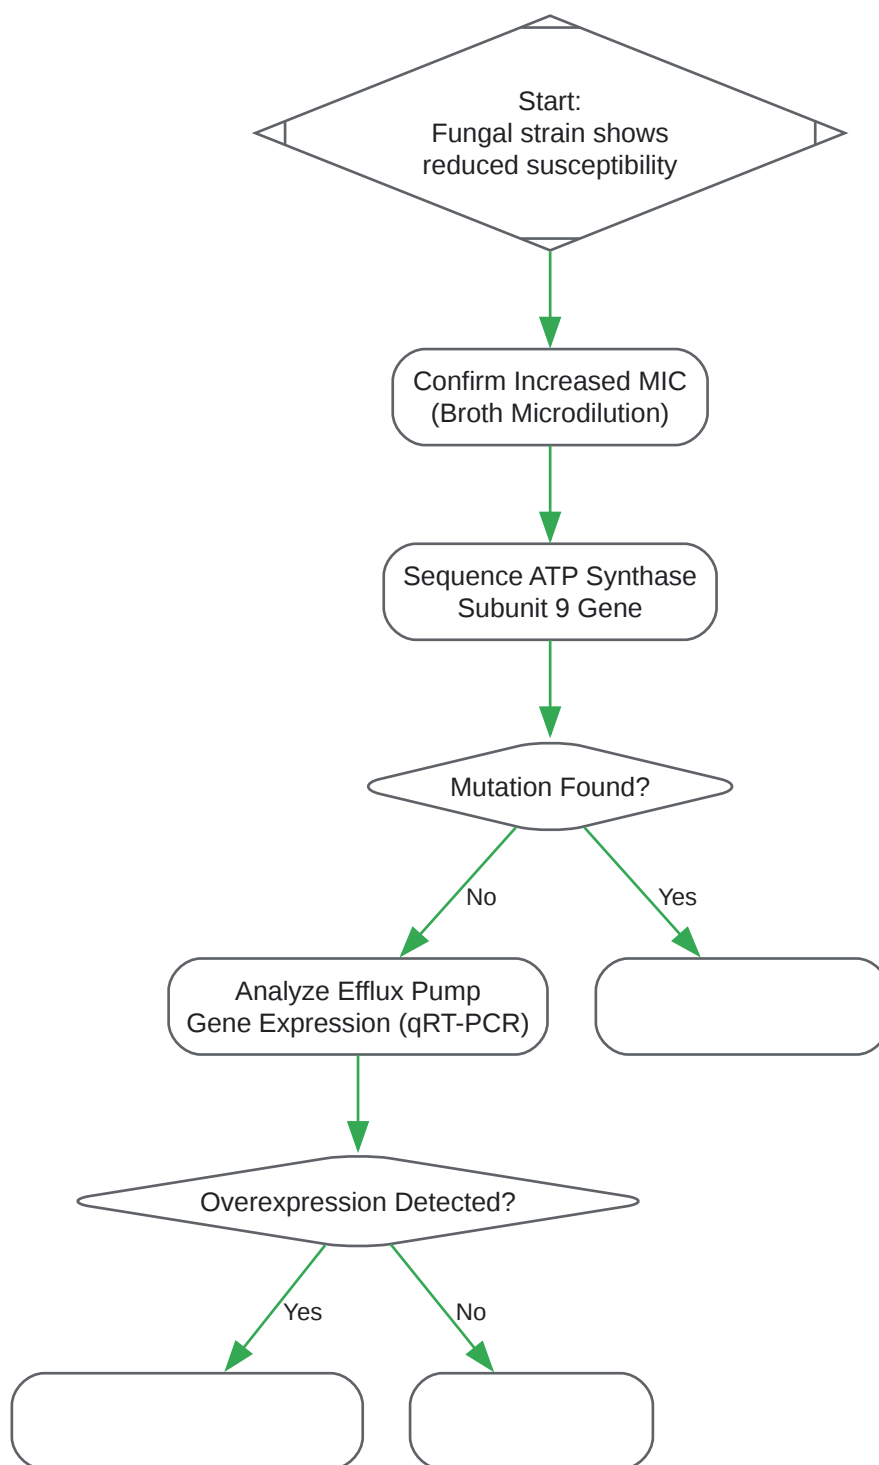 Start:
Fungal strain shows
reduced susceptibility
Confirm Increased MIC
(Broth Microdilution)
Sequence ATP Synthase
Subunit 9 Gene
Mutation Found?
No
Yes
Analyze Efflux Pump
Gene Expression (qRT-PCR)
Overexpression Detected?
Yes
No